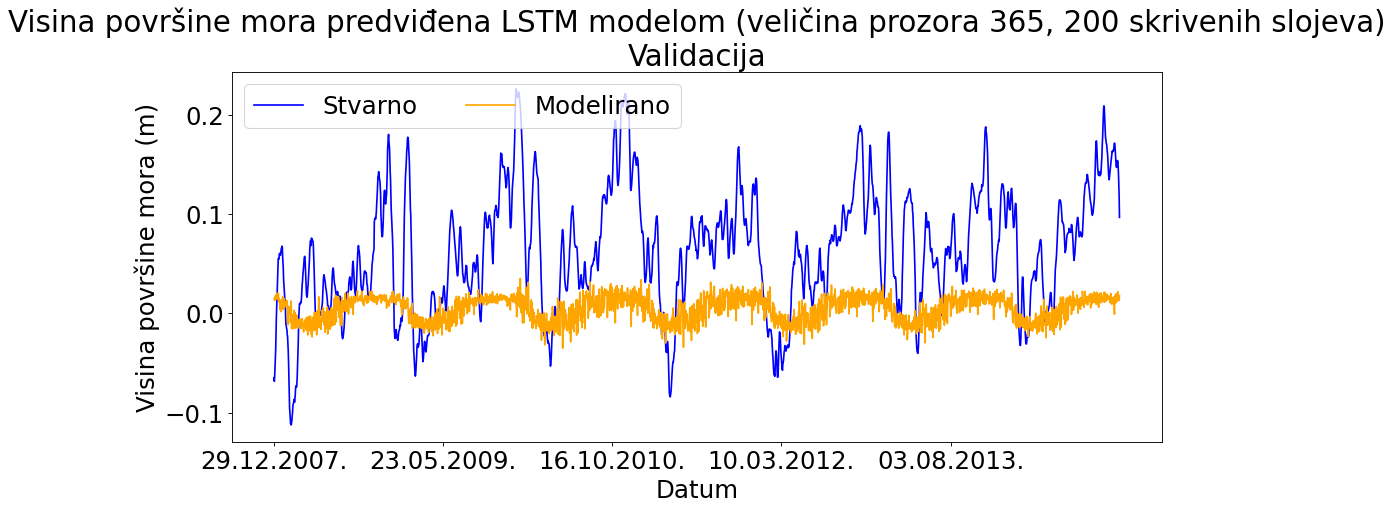 Visina površine mora predviđena LSTM modelom (veličina prozora 365, 200 skrivenih slojeva)
Validacija
Stvarno Modelirano
Visina površine mora (m)
0.2
0.1
0.0
−0.1
29.12.2007. 23.05.2009. 16.10.2010. 10.03.2012. 03.08.2013.
Datum